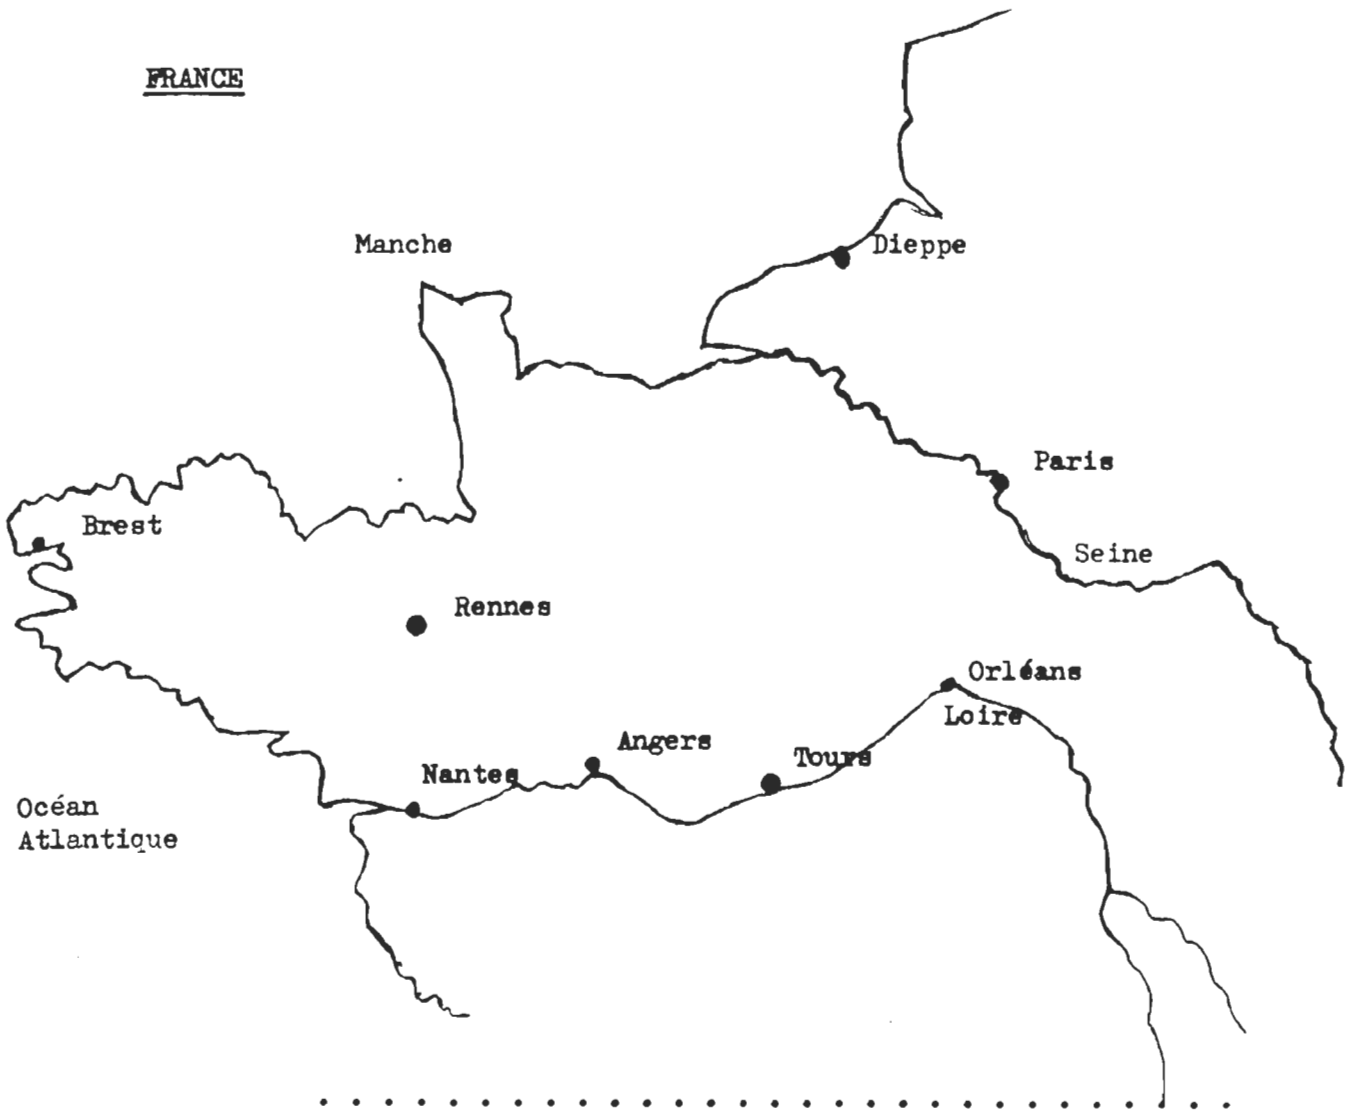 FRANCE
Manche
Dieppe
Paris
Brest
Seine
Rennes
Orléans
Loire
Angers
Tours
Nantes
Océan
Atlantique